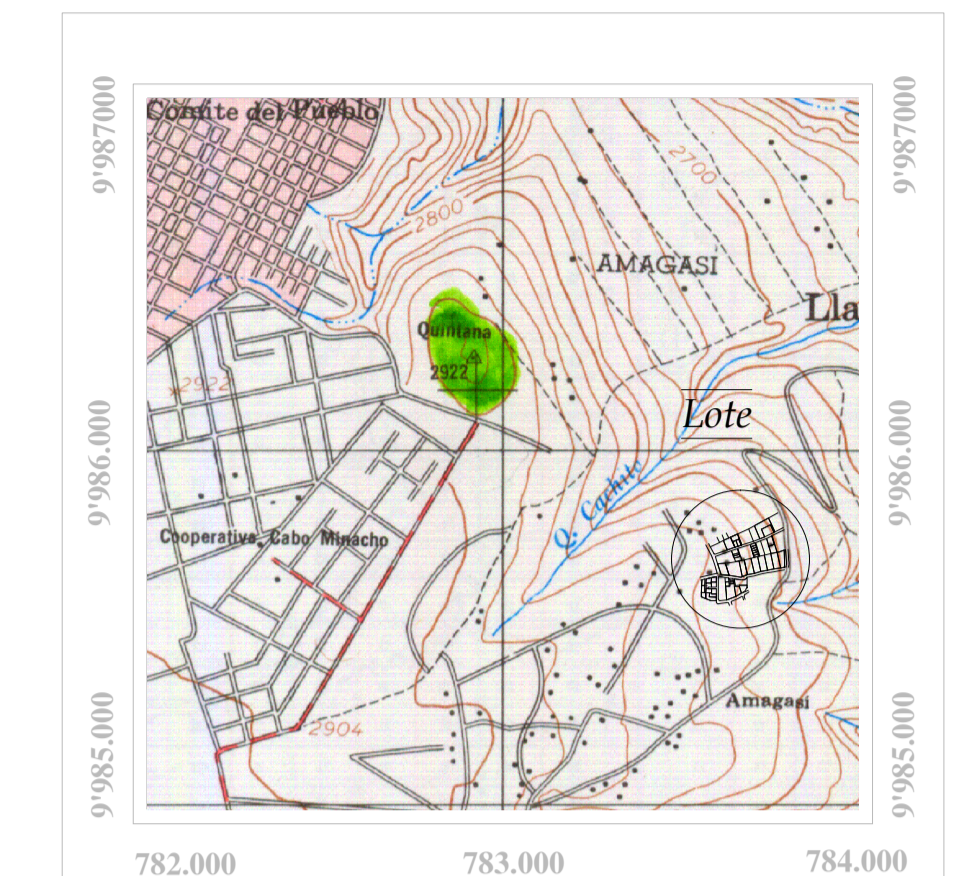 9'987000
9'987000
Comite del Pueblo
2700
2800
AMAGASI
Lla
Quintana
2922
2922
Lote
9'986.000
9'986.000
Q. Cachito
Cooperativa Cabo Minacho
Amagasi
2904
9'985.000
9'985.000
782.000
783.000
784.000